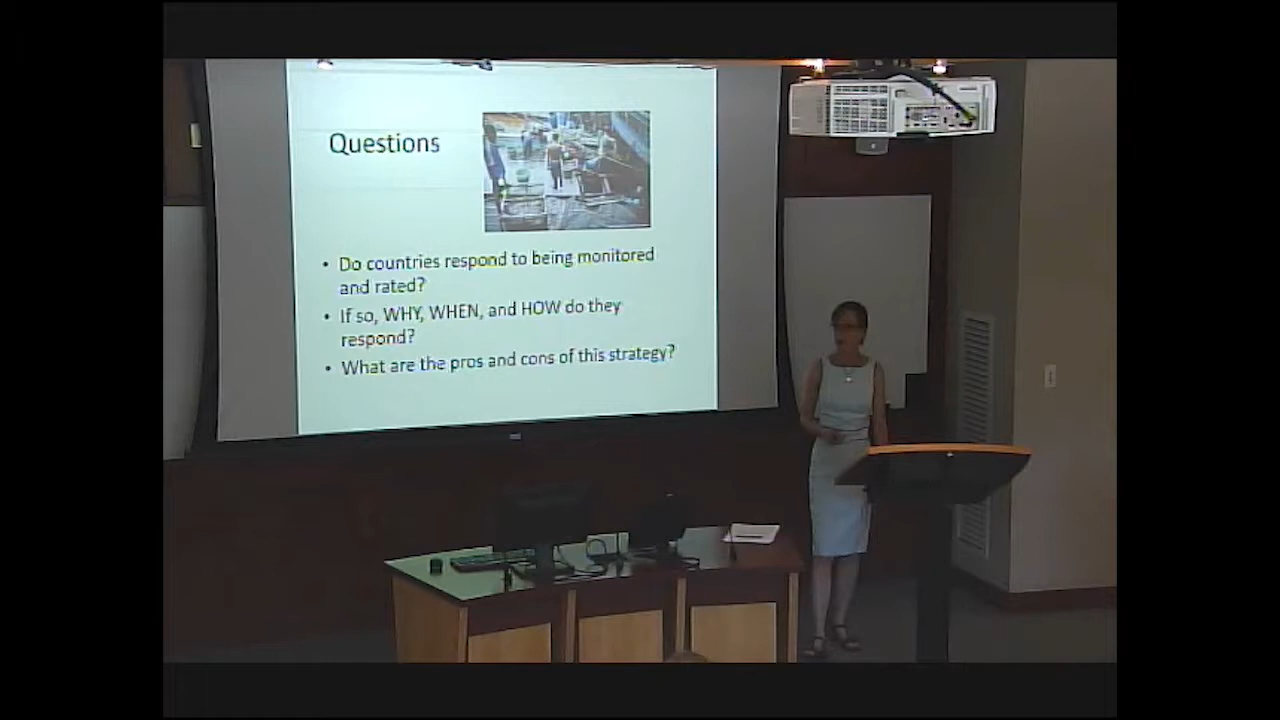 Questions
• Do countries respond to being monitored
and rated?
• If so, WHY, WHEN, and HOW do they
respond?
• What are the pros and cons of this strategy?